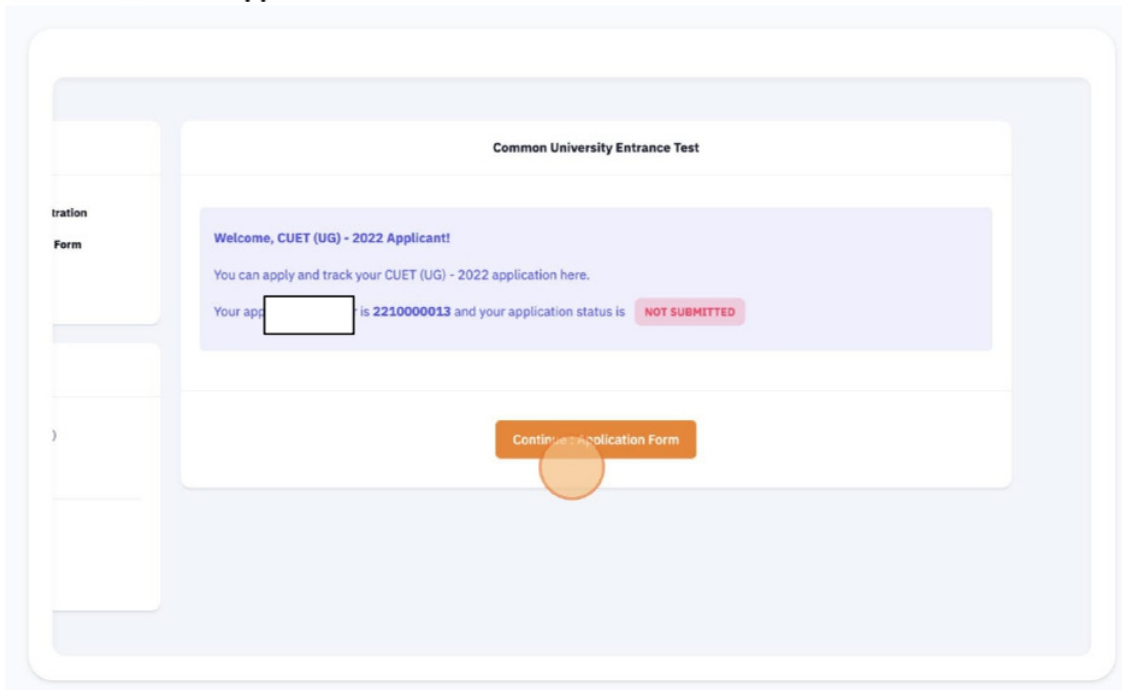 Common University Entrance Test
tration
Form
Welcome, CUET (UG) - 2022 Applicant!
You can apply and track your CUET (UG) - 2022 application here.
Your app r is 2210000013 and your application status is NOT SUBMITTED
)
Continue : Application Form